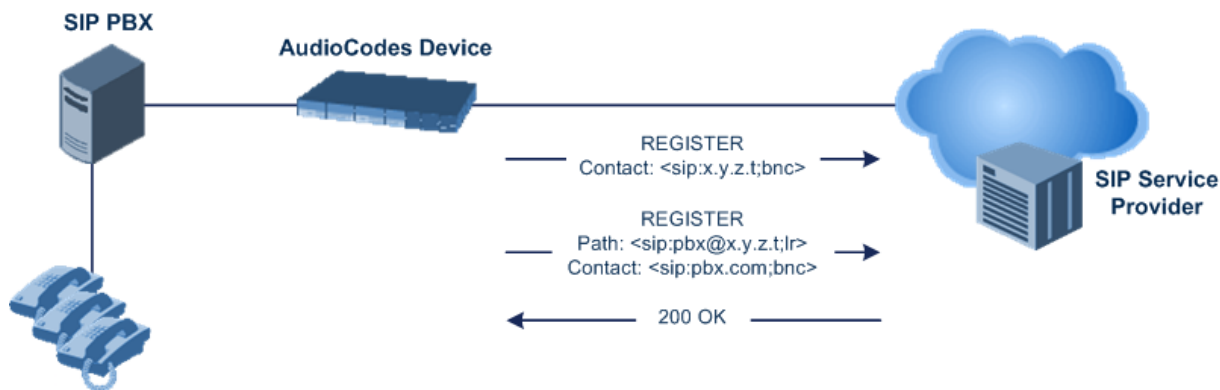 SIP PBX
AudioCodes Device
REGISTER
Contact: <sip:x.y.z.t;bnc>
SIP Service
Provider
REGISTER
Path: <sip:pbx@x.y.z.t;lr>
Contact: <sip:pbx.com;bnc>
200 OK